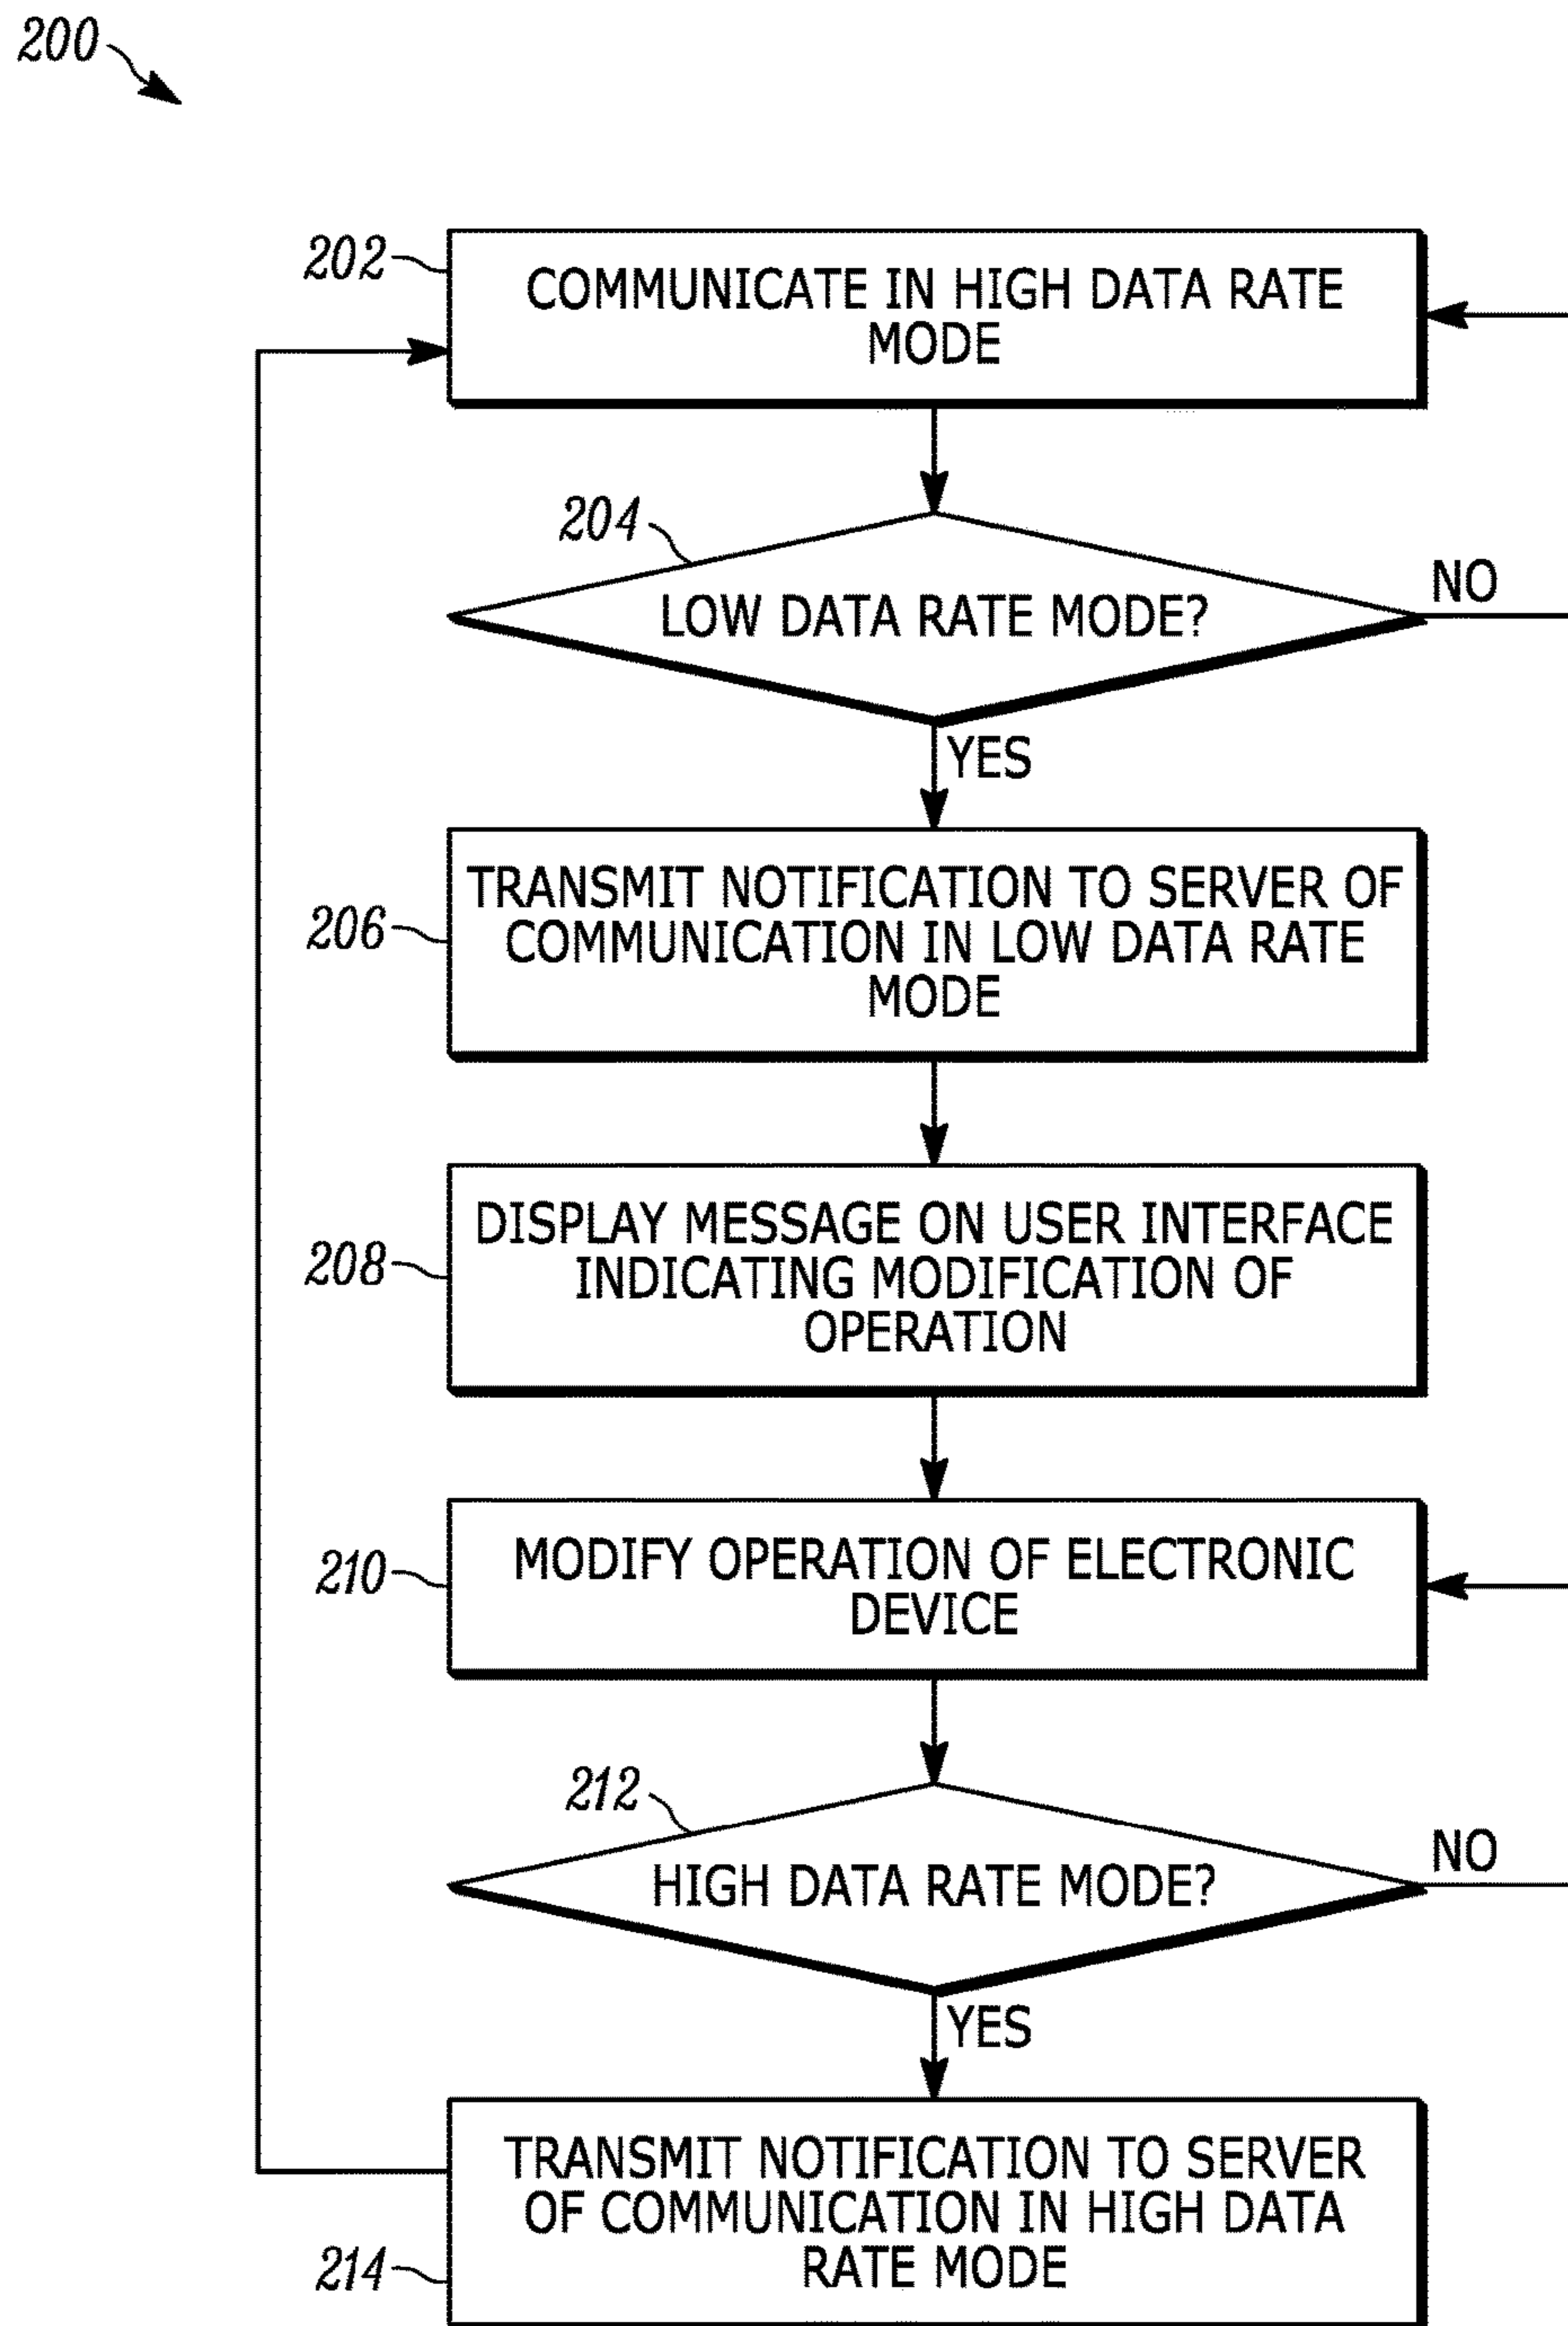 200
202
COMMUNICATE IN HIGH DATA RATE
MODE
204
LOW DATA RATE MODE?
NO
YES
206
TRANSMIT NOTIFICATION TO SERVER OF
COMMUNICATION IN LOW DATA RATE
MODE
208
DISPLAY MESSAGE ON USER INTERFACE
INDICATING MODIFICATION OF
OPERATION
210
MODIFY OPERATION OF ELECTRONIC
DEVICE
212
HIGH DATA RATE MODE?
NO
YES
214
TRANSMIT NOTIFICATION TO SERVER
OF COMMUNICATION IN HIGH DATA
RATE MODE